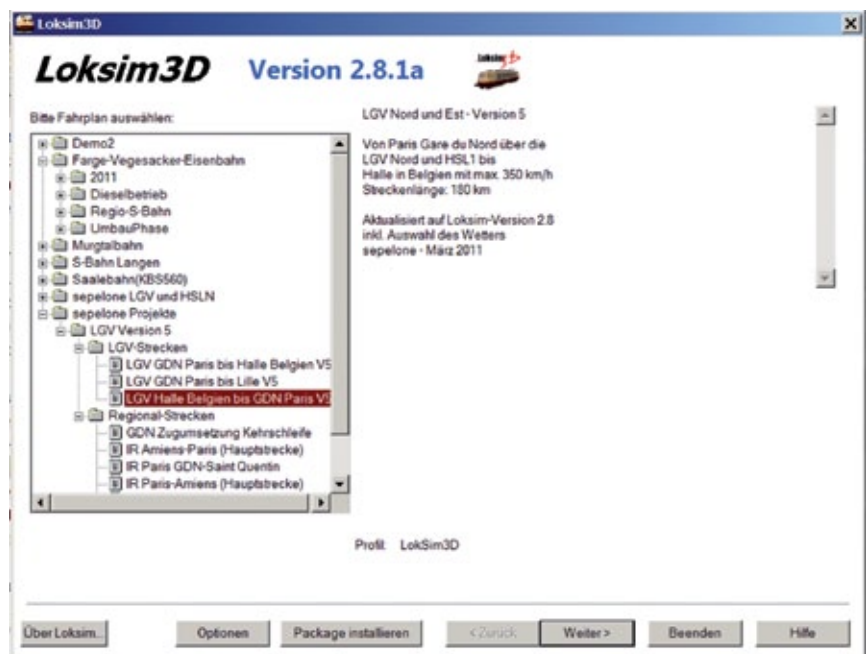 Loksim3D
Loksim3D Version 2.8.1a
Bitte Fahrplan auswählen:
Demo2
Farge-Vegesacker-Eisenbahn
2011
Dieselbetrieb
Regio-S-Bahn
UmbauPhase
Murgtalbahn
S-Bahn Langen
Saalebahn(KBS560)
sepelone LGV und HSLN
sepelone Projekte
LGV Version 5
LGV-Strecken
LGV GDN Paris bis Halle Belgien V5
LGV GDN Paris bis Lille V5
LGV Halle Belgien bis GDN Paris V5
Regional-Strecken
GDN Zugumsetzung Kehrschleife
IR Amiens-Paris (Hauptstrecke)
IR Paris GDN-Saint Quentin
IR Paris-Amiens (Hauptstrecke)
LGV Nord und Est - Version 5
Von Paris Gare du Nord über die
LGV Nord und HSL1 bis
Halle in Belgien mit max. 350 km/h
Streckenlänge: 180 km
Aktualisiert auf Loksim-Version 2.8
inkl. Auswahl des Wetters
sepelone - März 2011
Profil: LokSim3D
Über Loksim... Optionen Package installieren < Zurück Weiter > Beenden Hilfe